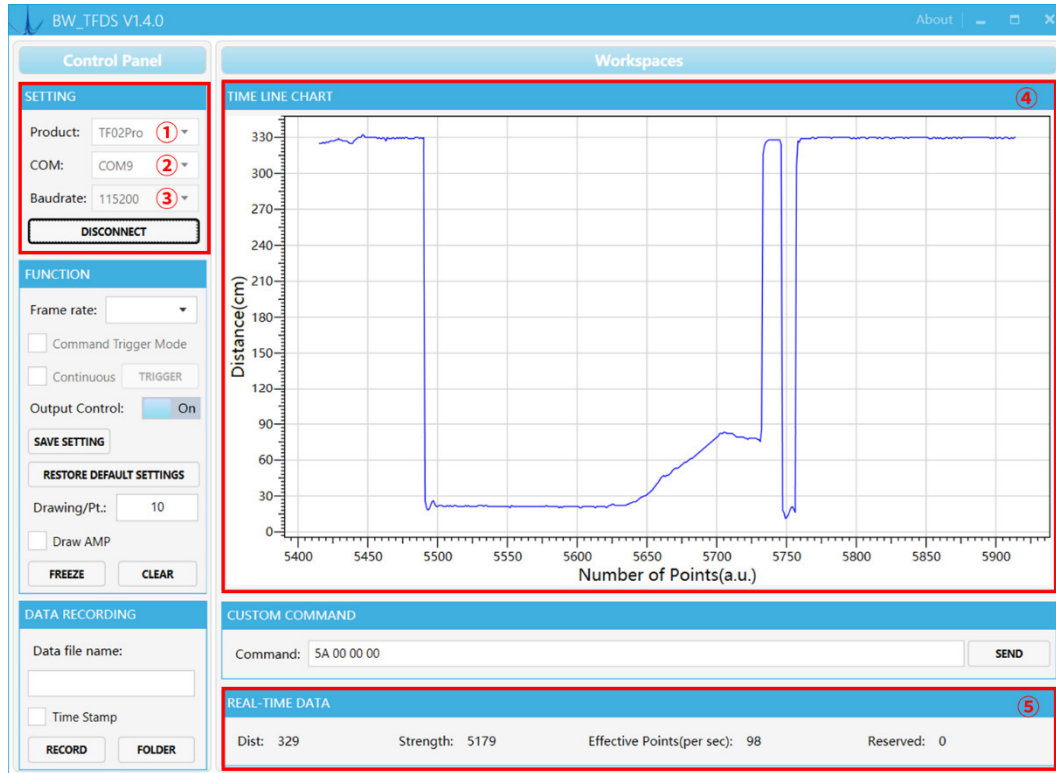 BW_TFDS V1.4.0
About
Control Panel
Workspaces
SETTING
Product: TF02Pro ①
COM: COM9 ②
Baudrate: 115200 ③
DISCONNECT
FUNCTION
Frame rate:
Command Trigger Mode
Continuous TRIGGER
Output Control: On
SAVE SETTING
RESTORE DEFAULT SETTINGS
Drawing/Pt.: 10
Draw AMP
FREEZE CLEAR
DATA RECORDING
Data file name:
Time Stamp
RECORD FOLDER
TIME LINE CHART ④
Distance(cm)
330
300
270
240
210
180
150
120
90
60
30
0
5400 5450 5500 5550 5600 5650 5700 5750 5800 5850 5900
Number of Points(a.u.)
CUSTOM COMMAND
Command: 5A 00 00 00 SEND
REAL-TIME DATA ⑤
Dist: 329 Strength: 5179 Effective Points(per sec): 98 Reserved: 0